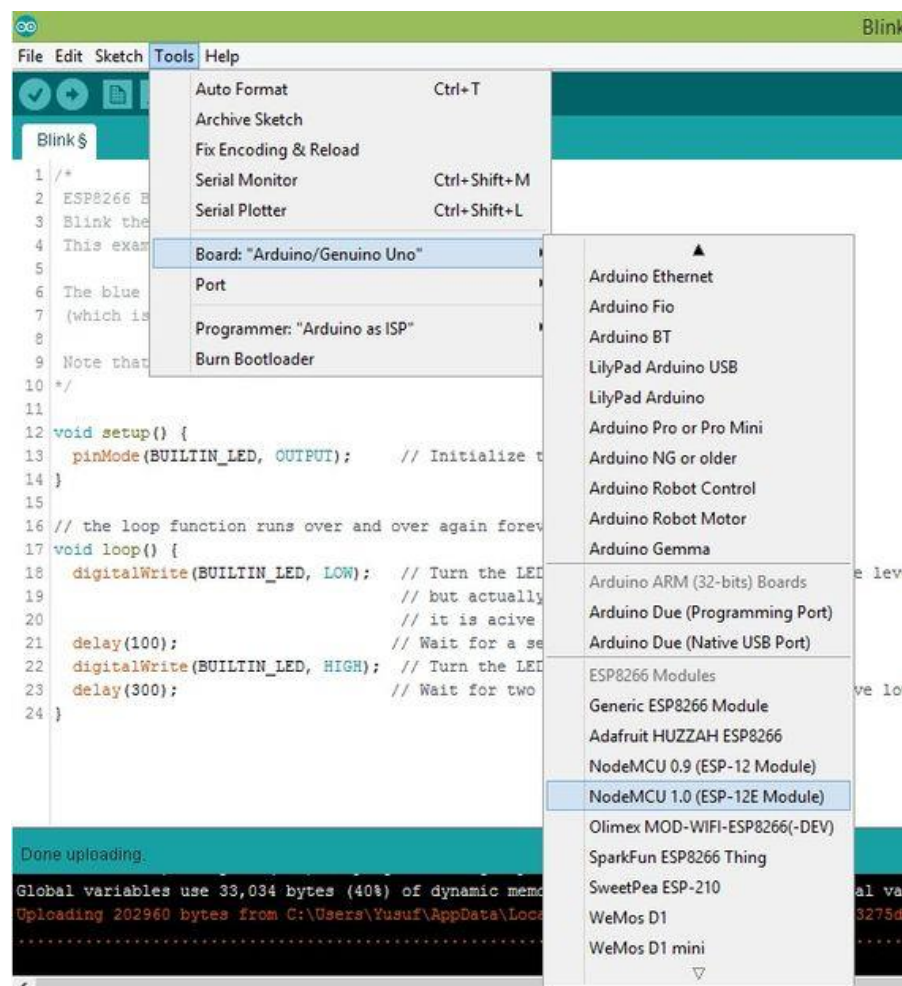 Blink
File Edit Sketch Tools Help
Blink §
Auto Format Ctrl+T
Archive Sketch
Fix Encoding & Reload
Serial Monitor Ctrl+Shift+M
Serial Plotter Ctrl+Shift+L
Board: "Arduino/Genuino Uno"
Port
Programmer: "Arduino as ISP"
Burn Bootloader
▲
Arduino Ethernet
Arduino Fio
Arduino BT
LilyPad Arduino USB
LilyPad Arduino
Arduino Pro or Pro Mini
Arduino NG or older
Arduino Robot Control
Arduino Robot Motor
Arduino Gemma
Arduino ARM (32-bits) Boards
Arduino Due (Programming Port)
Arduino Due (Native USB Port)
ESP8266 Modules
Generic ESP8266 Module
Adafruit HUZZAH ESP8266
NodeMCU 0.9 (ESP-12 Module)
NodeMCU 1.0 (ESP-12E Module)
Olimex MOD-WIFI-ESP8266(-DEV)
SparkFun ESP8266 Thing
SweetPea ESP-210
WeMos D1
WeMos D1 mini
▽
1 /*
2 ESP8266 B
3 Blink the
4 This exam
5
6 The blue
7 (which is
8
9 Note that
10 */
11
12 void setup() {
13 pinMode(BUILTIN_LED, OUTPUT); // Initialize t
14 }
15
16 // the loop function runs over and over again forev
17 void loop() {
18 digitalWrite(BUILTIN_LED, LOW); // Turn the LED e lev
19 // but actually
20 // it is acive
21 delay(100); // Wait for a se
22 digitalWrite(BUILTIN_LED, HIGH); // Turn the LED
23 delay(300); // Wait for two ve lo
24 }
Done uploading.
Global variables use 33,034 bytes (40%) of dynamic memo al va
Uploading 202960 bytes from C:\Users\Yusuf\AppData\Loca 3275d